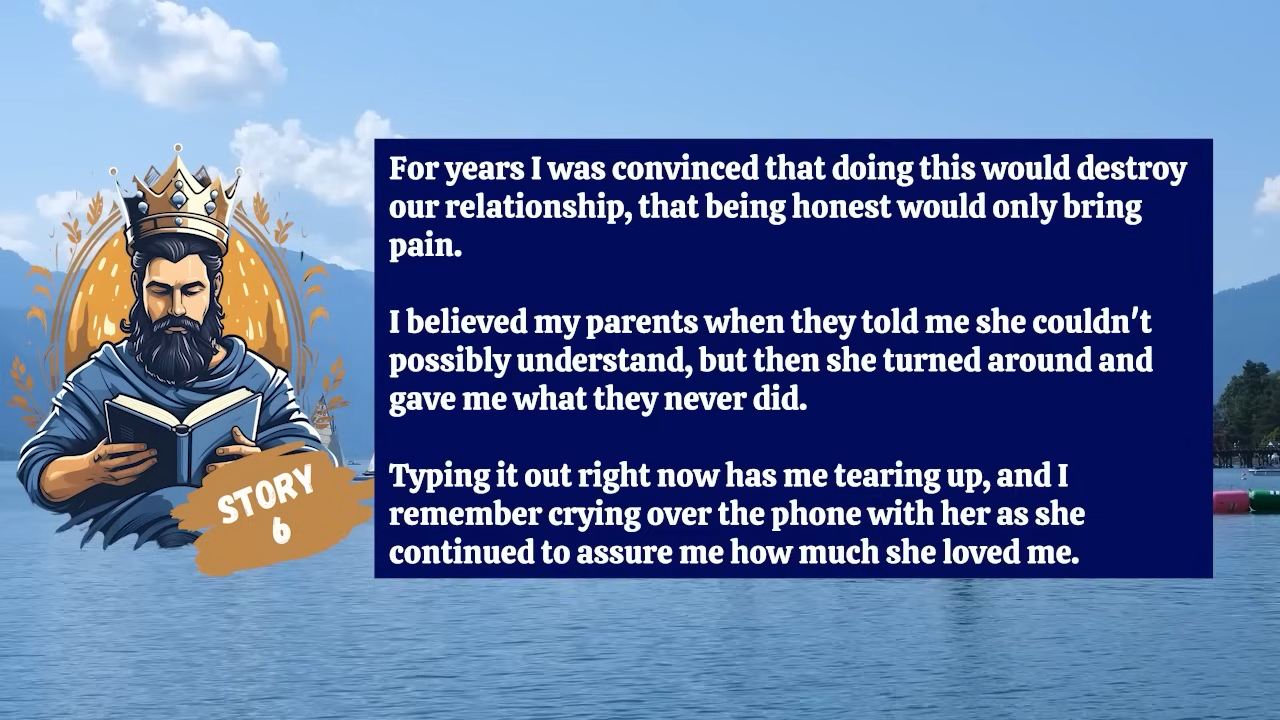 For years I was convinced that doing this would destroy
our relationship, that being honest would only bring
pain.
I believed my parents when they told me she couldn't
possibly understand, but then she turned around and
gave me what they never did.
Typing it out right now has me tearing up, and I
remember crying over the phone with her as she
continued to assure me how much she loved me.
STORY
6